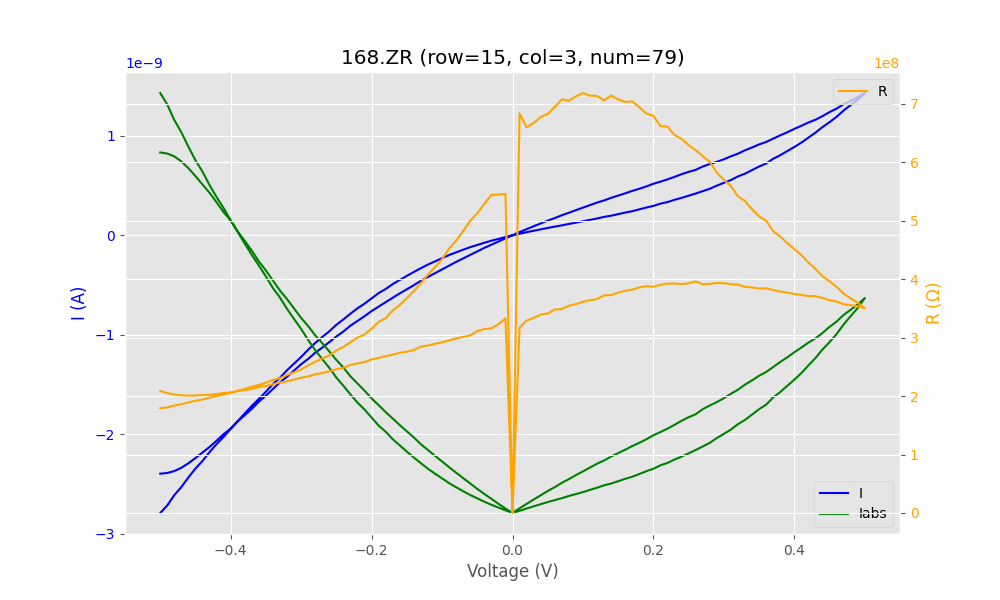 168.ZR (row=15, col=3, num=79)
1e−9
1e8
R
1
0
−1
−2
−3
I (A)
7
6
5
4
3
2
1
0
R (Ω)
I
Iabs
−0.4
−0.2
0.0
0.2
0.4
Voltage (V)